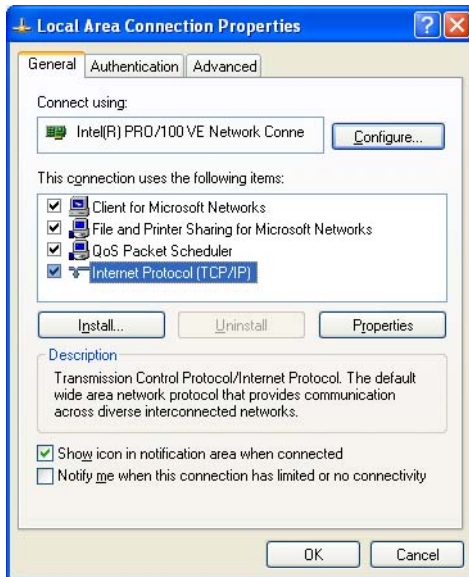 Local Area Connection Properties
General Authentication Advanced
Connect using:
Intel(R) PRO/100 VE Network Conne
Configure...
This connection uses the following items:
Client for Microsoft Networks
File and Printer Sharing for Microsoft Networks
QoS Packet Scheduler
Internet Protocol (TCP/IP)
Install... Uninstall Properties
Description
Transmission Control Protocol/Internet Protocol. The default
wide area network protocol that provides communication
across diverse interconnected networks.
Show icon in notification area when connected
Notify me when this connection has limited or no connectivity
OK Cancel